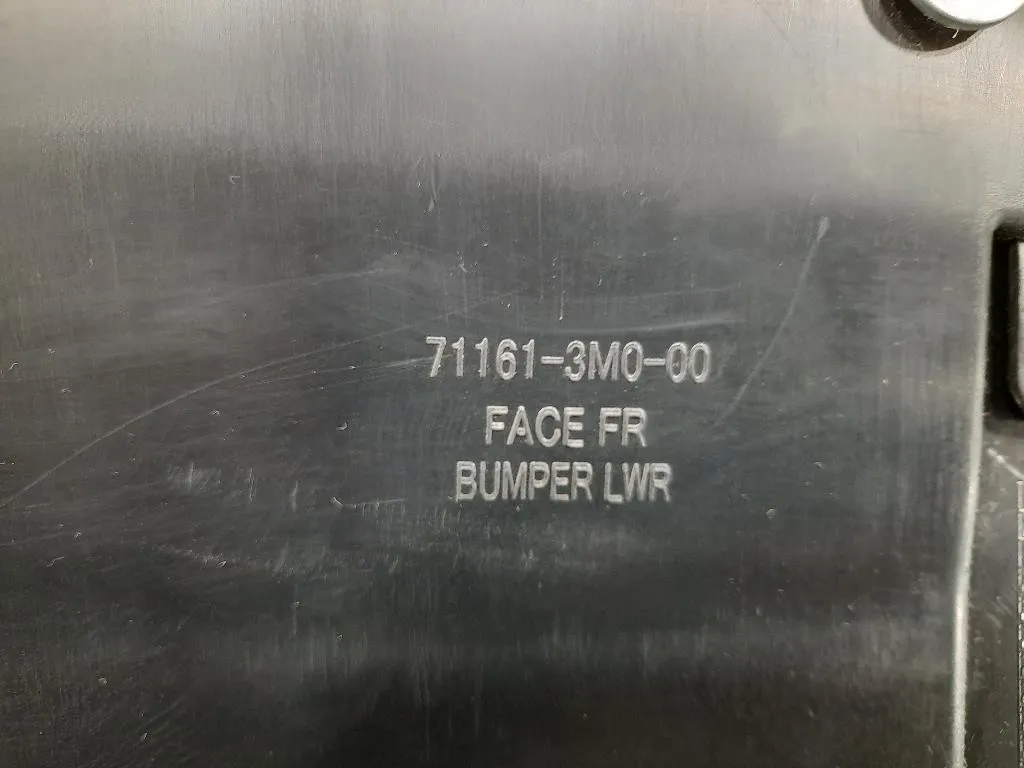 71161-3M0-00
FACE FR
BUMPER LWR